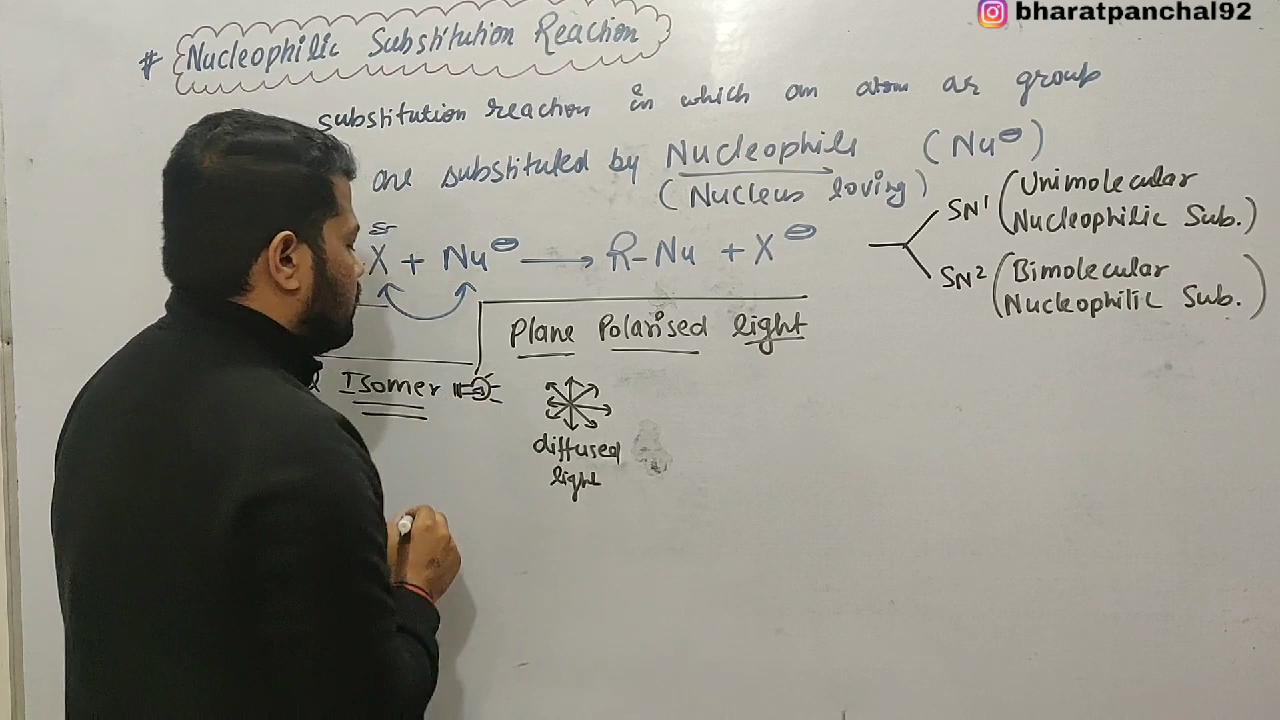 bharatpanchal92
# Nucleophilic Substitution Reaction
substitution reaction in which an atom or group
are substituted by Nucleophile (Nu⊖)
(Nucleus loving)
X + Nu⊖ → R-Nu + X⊖
SN1 (Unimolecular
Nucleophilic Sub.)
SN2 (Bimolecular
Nucleophilic Sub.)
Plane Polarised light
Isomer
diffused
light